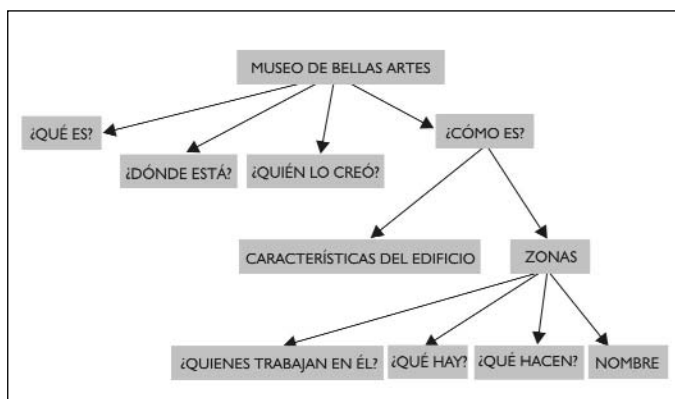 MUSEO DE BELLAS ARTES
¿QUÉ ES?
¿CÓMO ES?
¿DÓNDE ESTÁ?
¿QUIÉN LO CREÓ?
CARACTERÍSTICAS DEL EDIFICIO
ZONAS
¿QUIENES TRABAJAN EN ÉL?
¿QUÉ HAY?
¿QUÉ HACEN?
NOMBRE